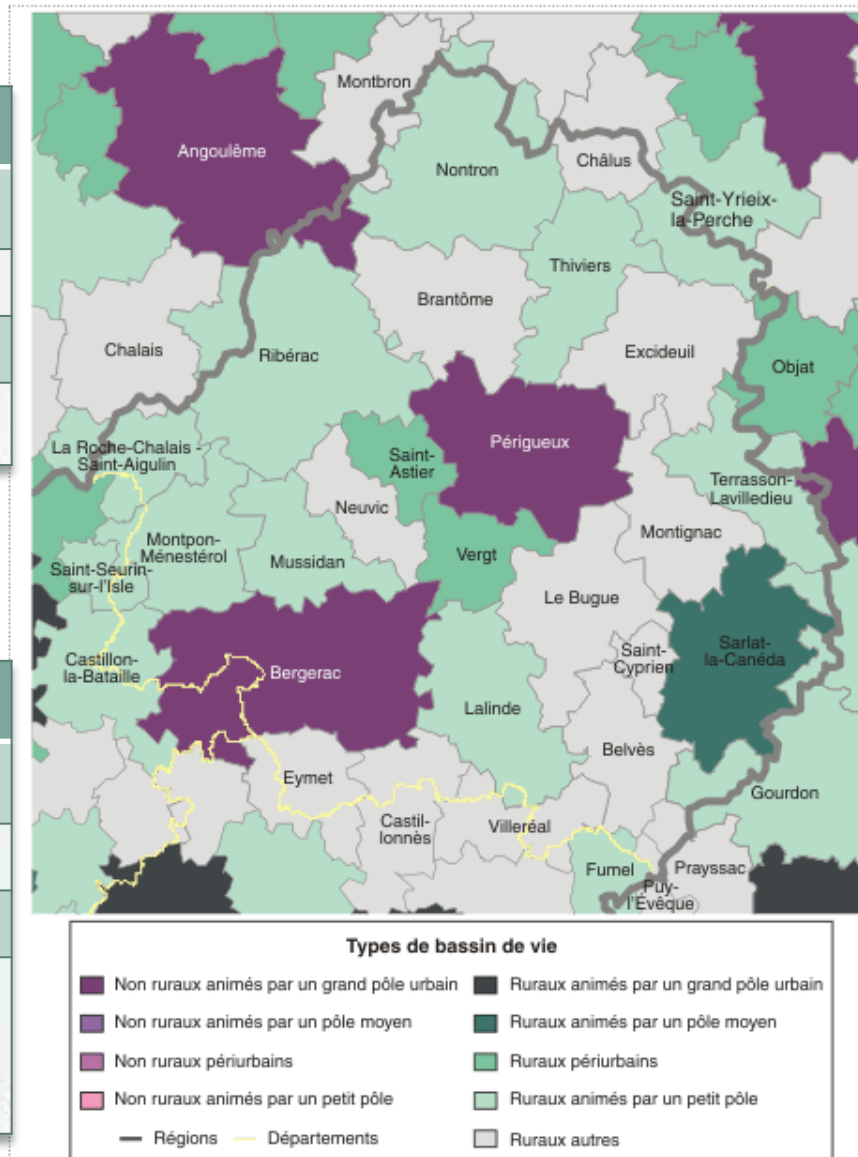 Montbron
Angoulême
Nontron
Châlus
Saint-Yrieix-
la-Perche
Thiviers
Brantôme
Chalais
Ribérac
Excideuil
Objat
Périgueux
La Roche-Chalais -
Saint-Aigulin
Saint-
Astier
Terrasson-
Lavilledieu
Neuvic
Montignac
Montpon-
Ménestérol
Mussidan
Vergt
Saint-Seurin-
sur-l'Isle
Le Bugue
Saint-
Cyprien
Sarlat-
la-Canéda
Castillon-
la-Bataille
Bergerac
Lalinde
Belvès
Eymet
Gourdon
Castil-
lonnès
Villeréal
Fumel
Prayssac
Puy-
l'Évêque
Types de bassin de vie
Non ruraux animés par un grand pôle urbain
Non ruraux animés par un pôle moyen
Non ruraux périurbains
Non ruraux animés par un petit pôle
Régions
Départements
Ruraux animés par un grand pôle urbain
Ruraux animés par un pôle moyen
Ruraux périurbains
Ruraux animés par un petit pôle
Ruraux autres